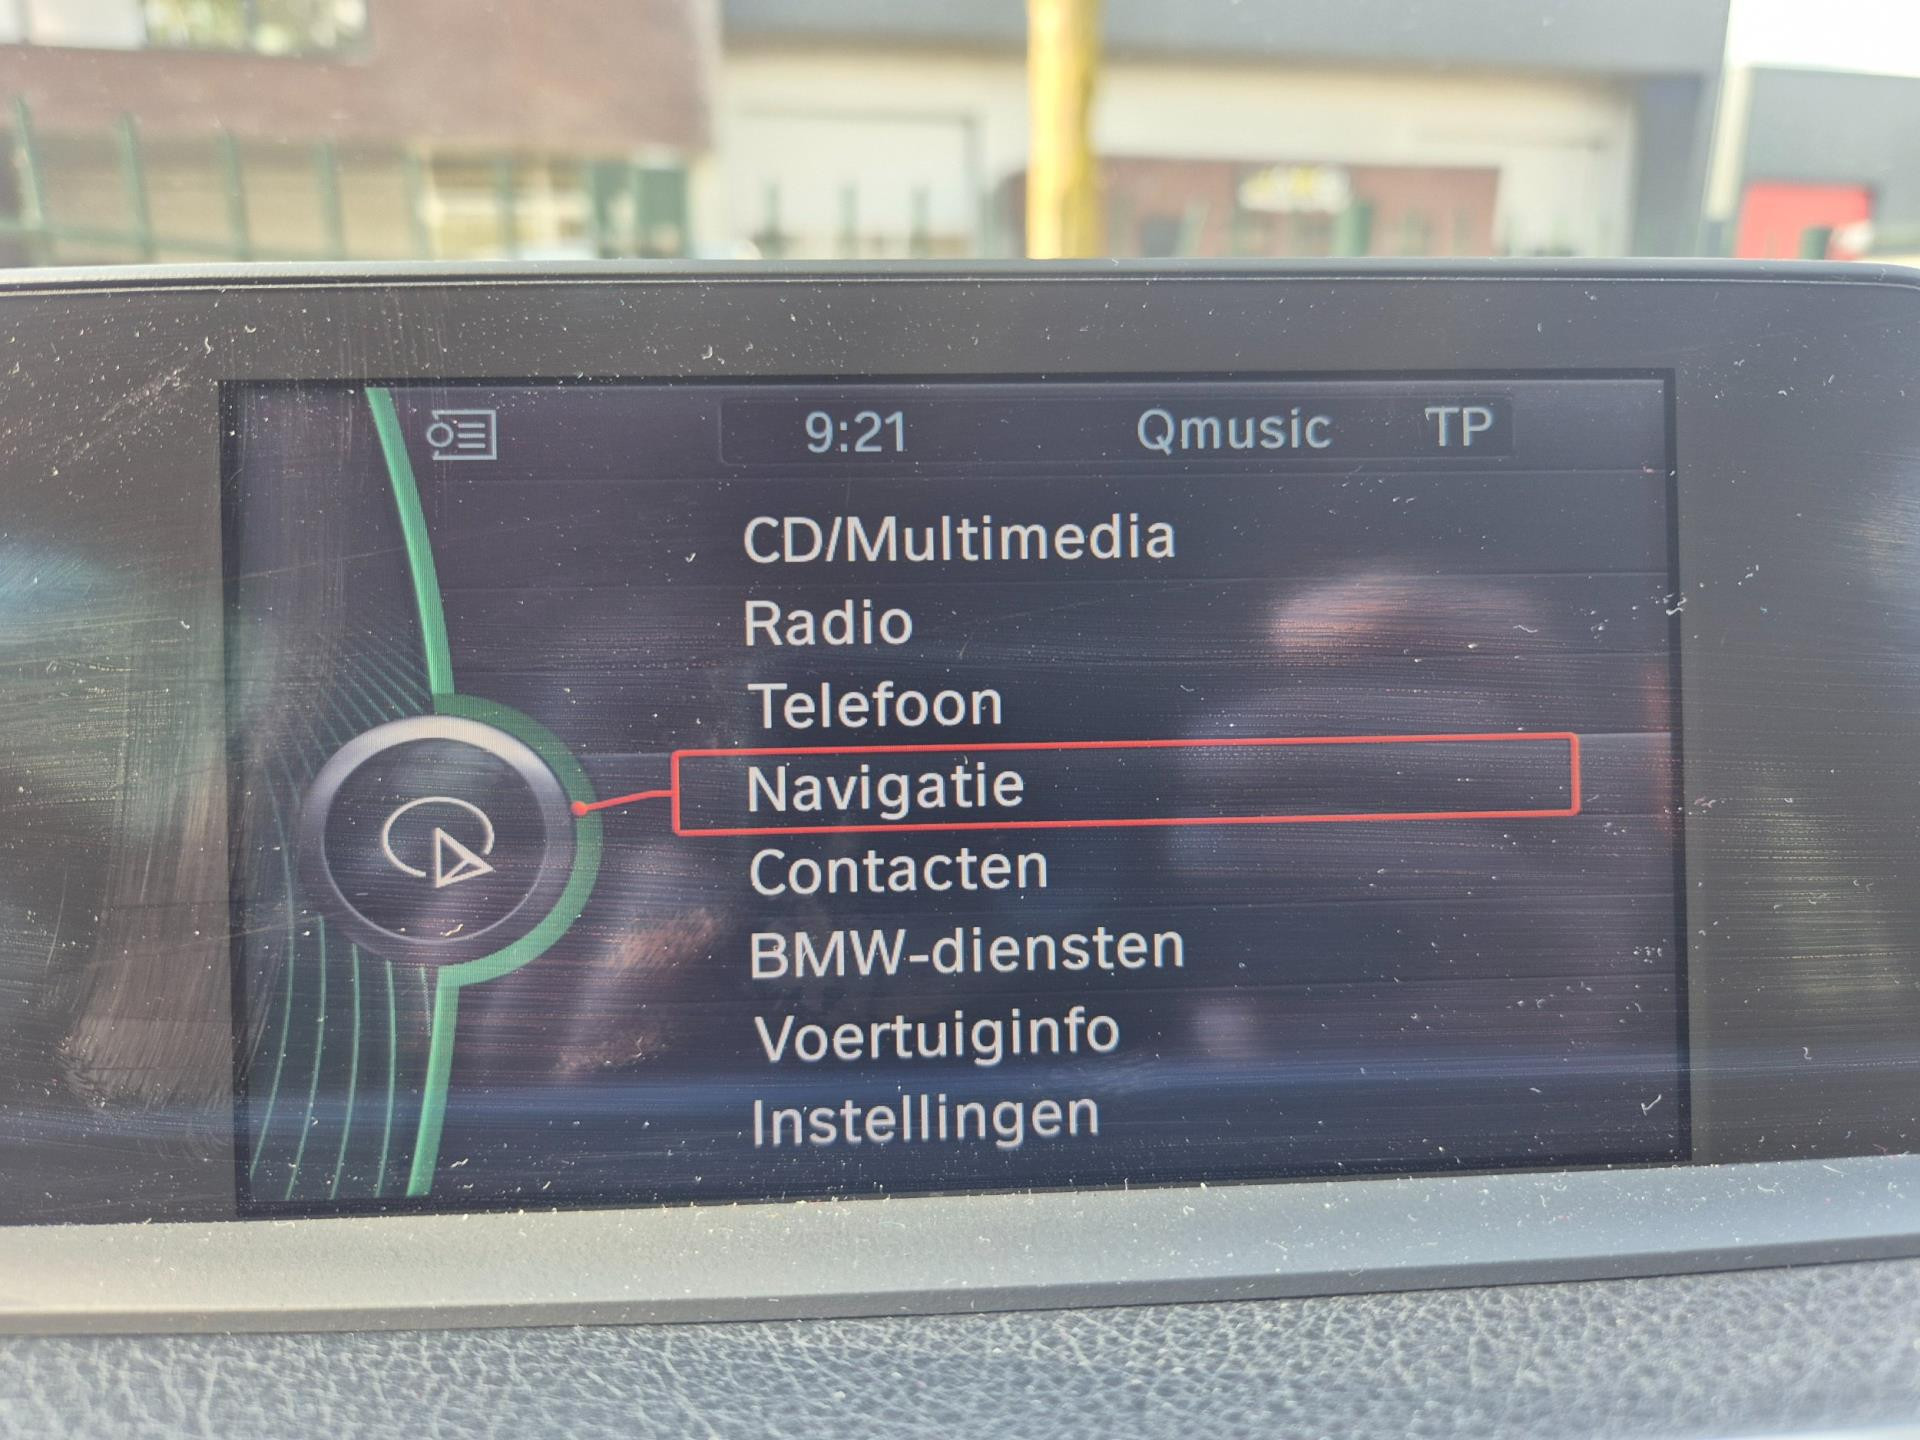 9:21 Qmusic TP
CD/Multimedia
Radio
Telefoon
Navigatie
Contacten
BMW-diensten
Voertuiginfo
Instellingen